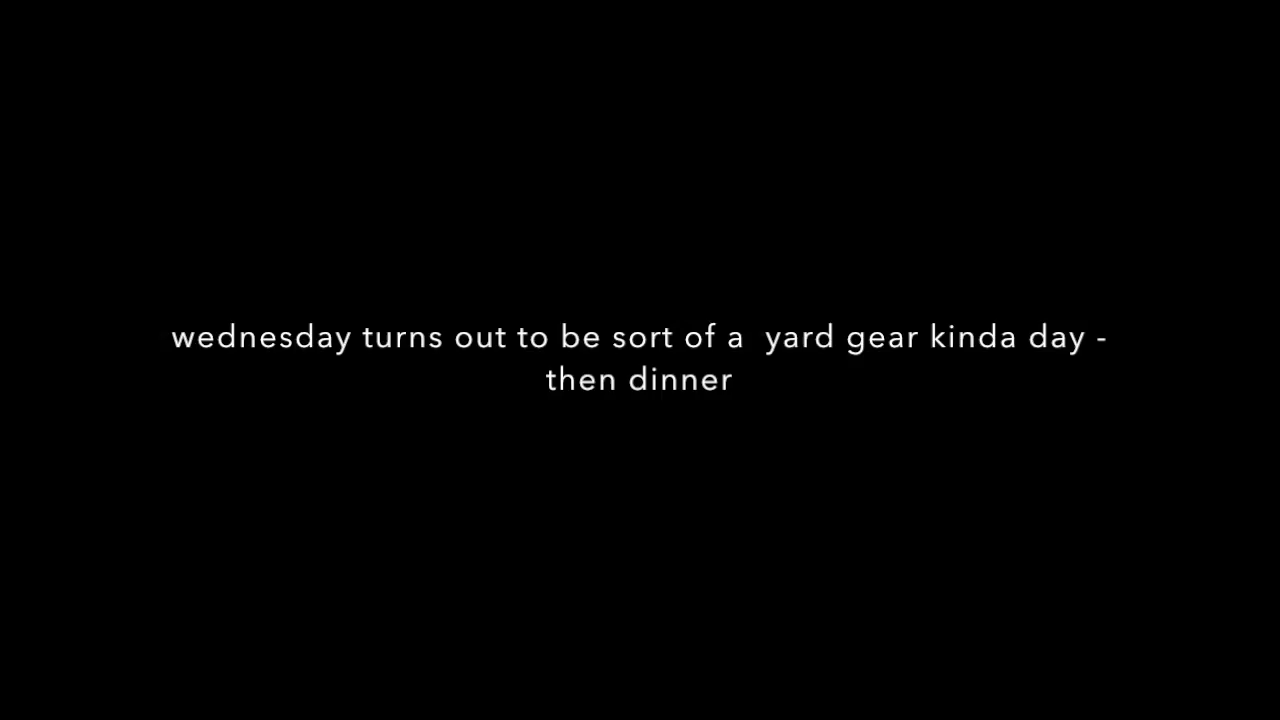 wednesday turns out to be sort of a  yard gear kinda day -
then dinner